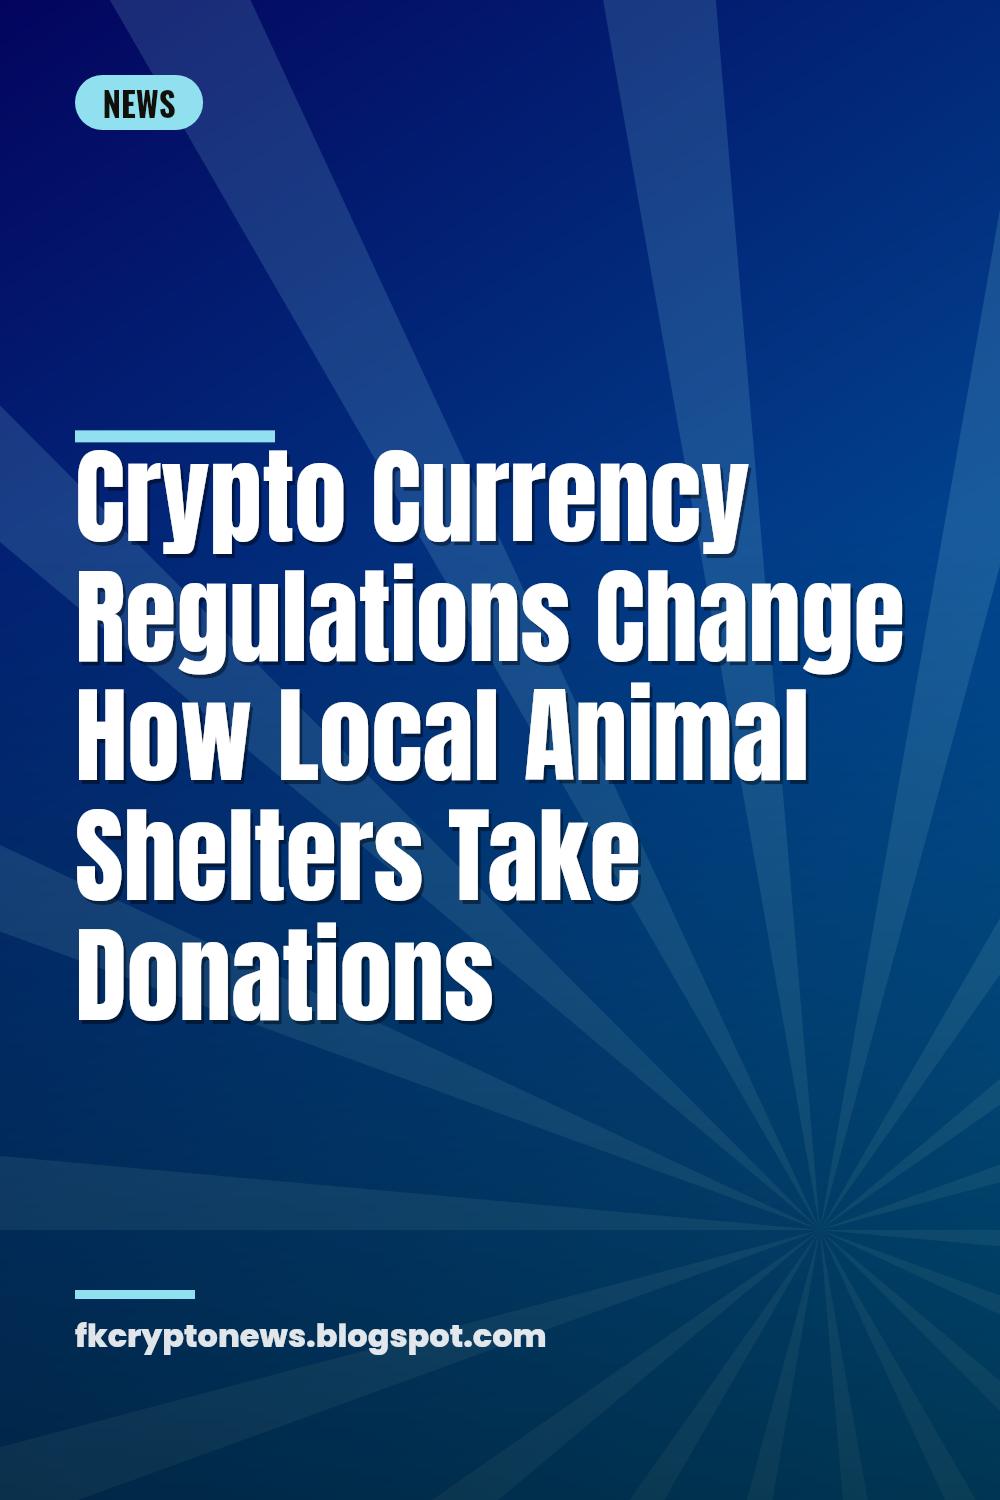 NEWS
Crypto Currency
Regulations Change
How Local Animal
Shelters Take
Donations
fkcryptonews.blogspot.com